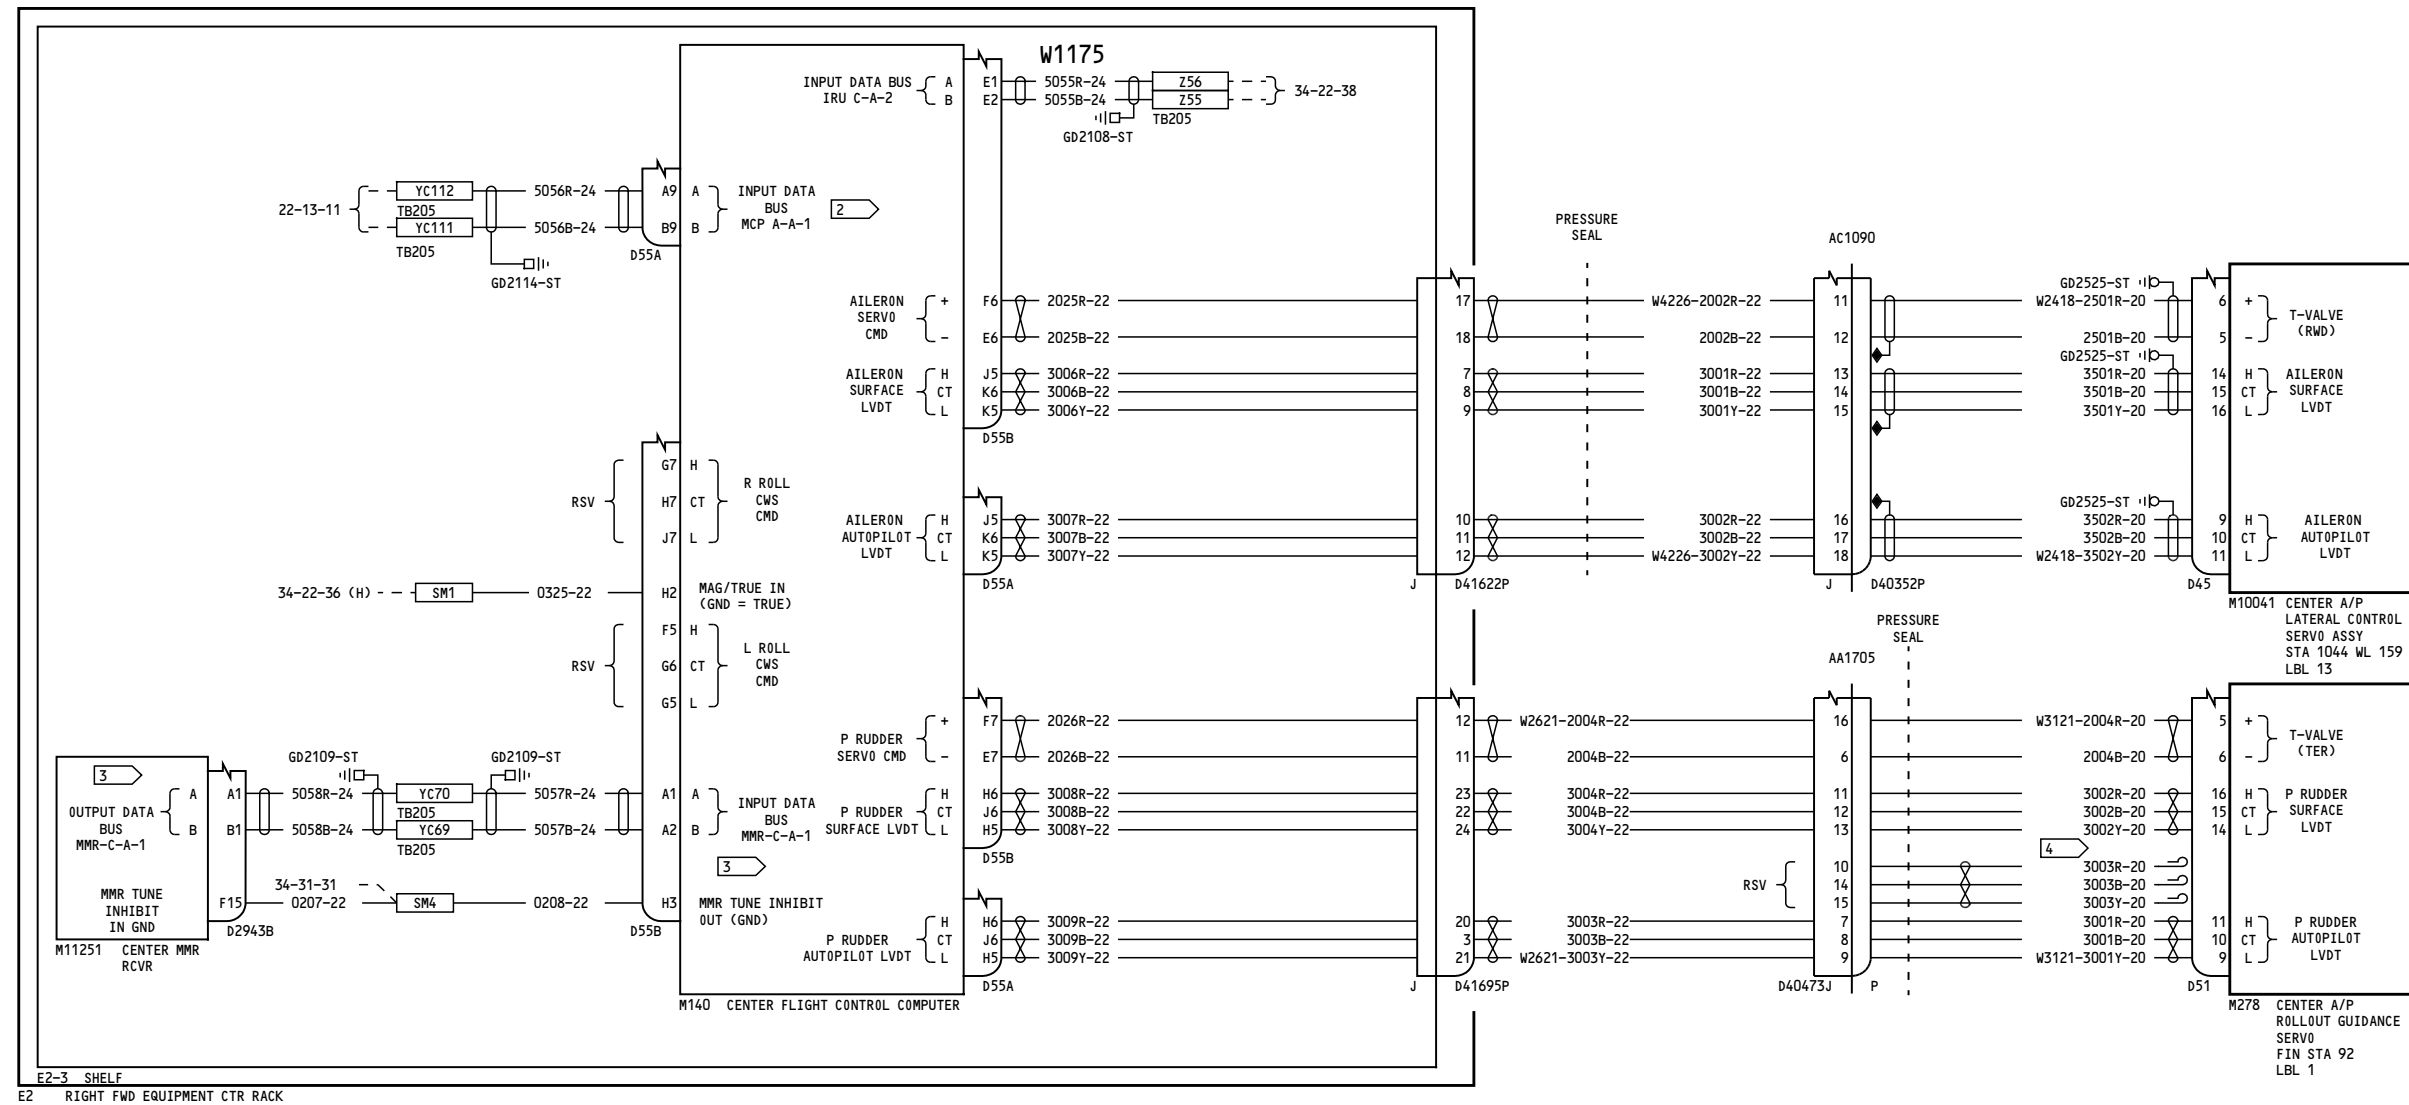 W1175
INPUT DATA BUS A E1 5055R-24 Z56
IRU C-A-2 B E2 5055B-24 Z55 34-22-38
GD2108-ST TB205
22-13-11 YC112 5056R-24 A9 A INPUT DATA
TB205 BUS 2
YC111 5056B-24 B9 B MCP A-A-1
TB205 D55A
GD2114-ST
PRESSURE
SEAL
AC1090
AILERON + F6 2025R-22 17 W4226-2002R-22 11 GD2525-ST W2418-2501R-20 6 + T-VALVE
SERVO (RWD)
CMD - E6 2025B-22 18 2002B-22 12 2501B-20 5 -
GD2525-ST
AILERON H J5 3006R-22 7 3001R-22 13 3501R-20 14 H AILERON
SURFACE CT K6 3006B-22 8 3001B-22 14 3501B-20 15 CT SURFACE
LVDT L K5 3006Y-22 9 3001Y-22 15 3501Y-20 16 L LVDT
D55B
G7 H R ROLL
RSV H7 CT CWS
J7 L CMD
GD2525-ST
AILERON H J5 3007R-22 10 3002R-22 16 3502R-20 9 H AILERON
AUTOPILOT CT K6 3007B-22 11 3002B-22 17 3502B-20 10 CT AUTOPILOT
LVDT L K5 3007Y-22 12 W4226-3002Y-22 18 W2418-3502Y-20 11 L LVDT
D55A J D41622P J D40352P D45
34-22-36 (H) SM1 0325-22 H2 MAG/TRUE IN
(GND = TRUE)
M10041 CENTER A/P
LATERAL CONTROL
SERVO ASSY
STA 1044 WL 159
LBL 13
F5 H L ROLL
RSV G6 CT CWS
G5 L CMD
PRESSURE
SEAL
AA1705
P RUDDER + F7 2026R-22 12 W2621-2004R-22 16 W3121-2004R-20 5 + T-VALVE
SERVO CMD - E7 2026B-22 11 2004B-22 6 2004B-20 6 - (TER)
GD2109-ST GD2109-ST
3
A A1 5058R-24 YC70 5057R-24 A1 A INPUT DATA
OUTPUT DATA TB205 BUS
BUS B B1 5058B-24 YC69 5057B-24 A2 B MMR-C-A-1
MMR-C-A-1 TB205
3
P RUDDER H H6 3008R-22 23 3004R-22 11 3002R-20 16 H P RUDDER
SURFACE LVDT CT J6 3008B-22 22 3004B-22 12 3002B-20 15 CT SURFACE
L H5 3008Y-22 24 3004Y-22 13 3002Y-20 14 L LVDT
D55B
4
RSV 10 3003R-20
14 3003B-20
15 3003Y-20
MMR TUNE 34-31-31
INHIBIT F15 0207-22 SM4 0208-22 H3 MMR TUNE INHIBIT
IN GND OUT (GND)
D2943B D55B
M11251 CENTER MMR
RCVR
P RUDDER H H6 3009R-22 20 3003R-22 7 3001R-20 11 H P RUDDER
AUTOPILOT LVDT CT J6 3009B-22 3 3003B-22 8 3001B-20 10 CT AUTOPILOT
L H5 3009Y-22 21 W2621-3003Y-22 9 W3121-3001Y-20 9 L LVDT
D55A J D41695P D40473J P D51
M140 CENTER FLIGHT CONTROL COMPUTER
M278 CENTER A/P
ROLLOUT GUIDANCE
SERVO
FIN STA 92
LBL 1
E2-3 SHELF
E2 RIGHT FWD EQUIPMENT CTR RACK